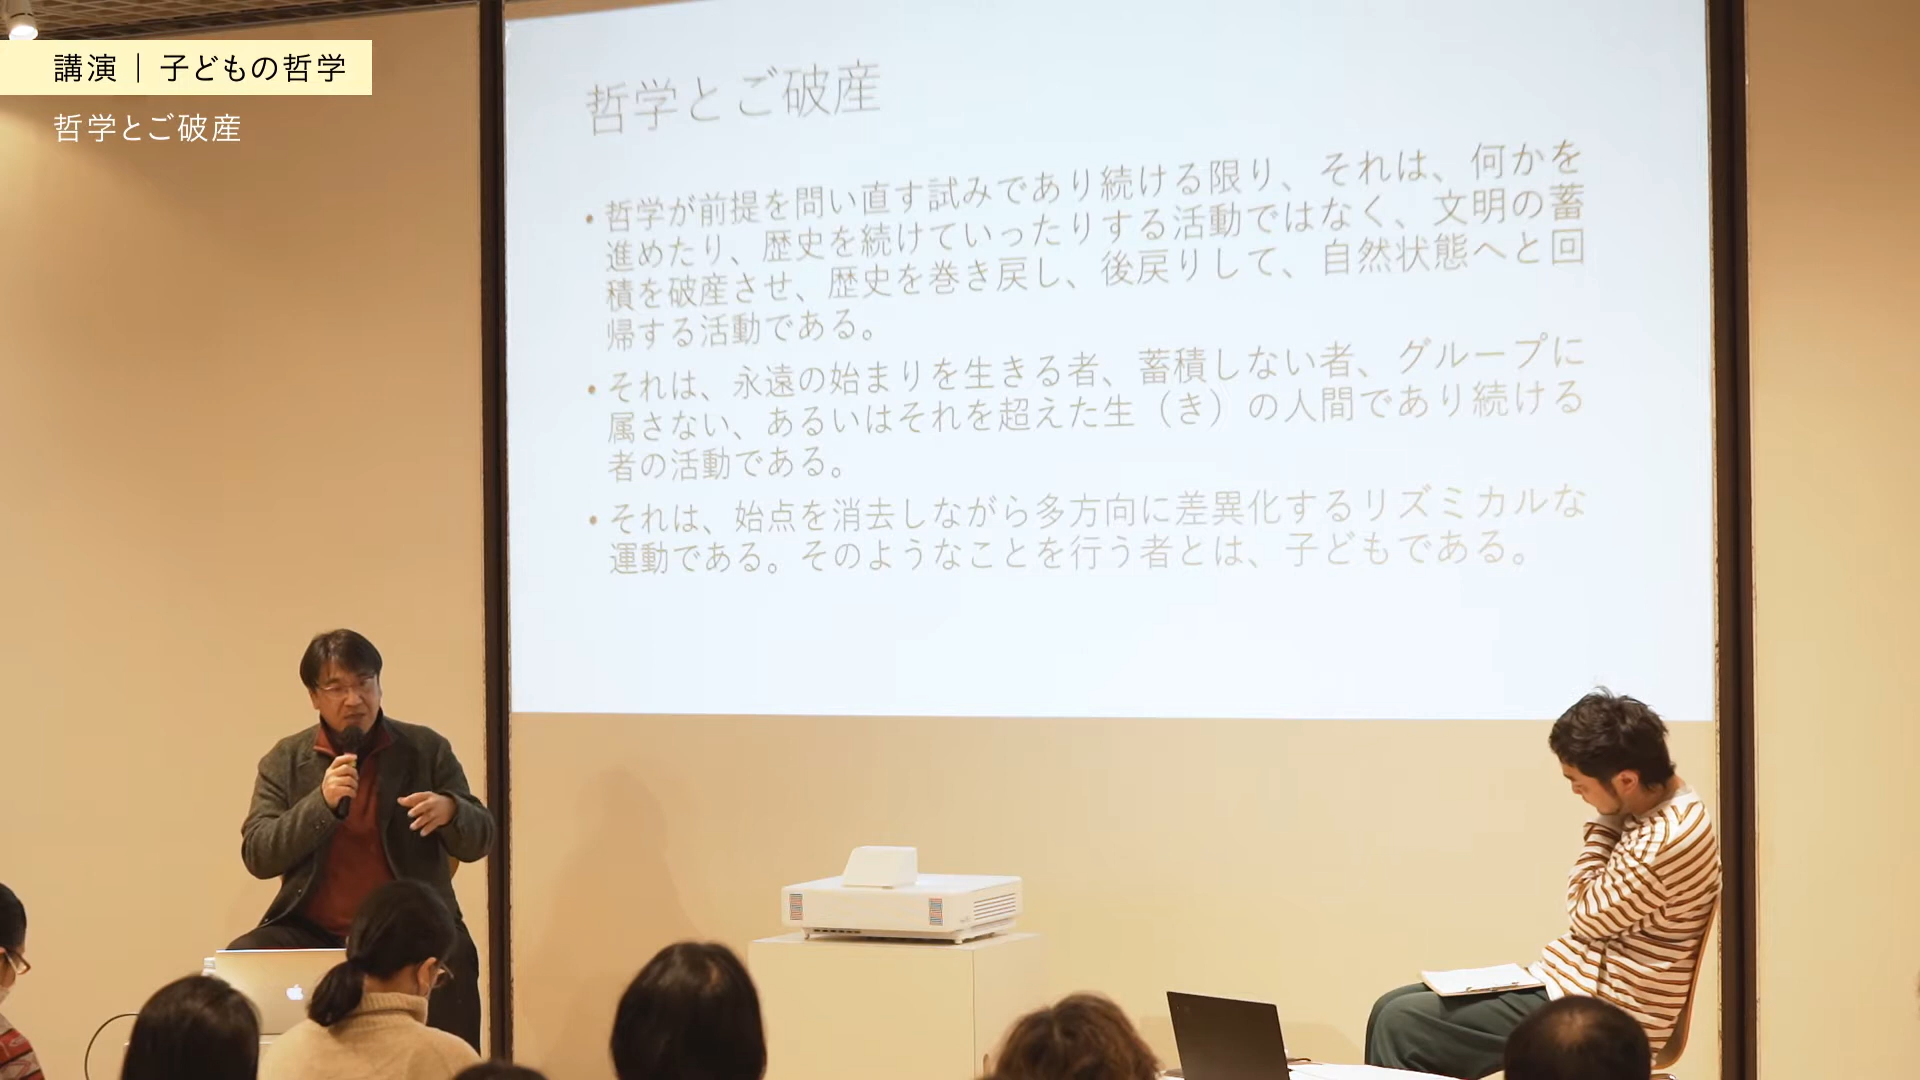 講演｜子どもの哲学
哲学とご破産
哲学とご破産
• 哲学が前提を問い直す試みであり続ける限り、それは、何かを
進めたり、歴史を続けていったりする活動ではなく、文明の蓄
積を破産させ、歴史を巻き戻し、後戻りして、自然状態へと回
帰する活動である。
• それは、永遠の始まりを生きる者、蓄積しない者、グループに
属さない、あるいはそれを超えた生（き）の人間であり続ける
者の活動である。
• それは、始点を消去しながら多方向に差異化するリズミカルな
運動である。そのようなことを行う者とは、子どもである。